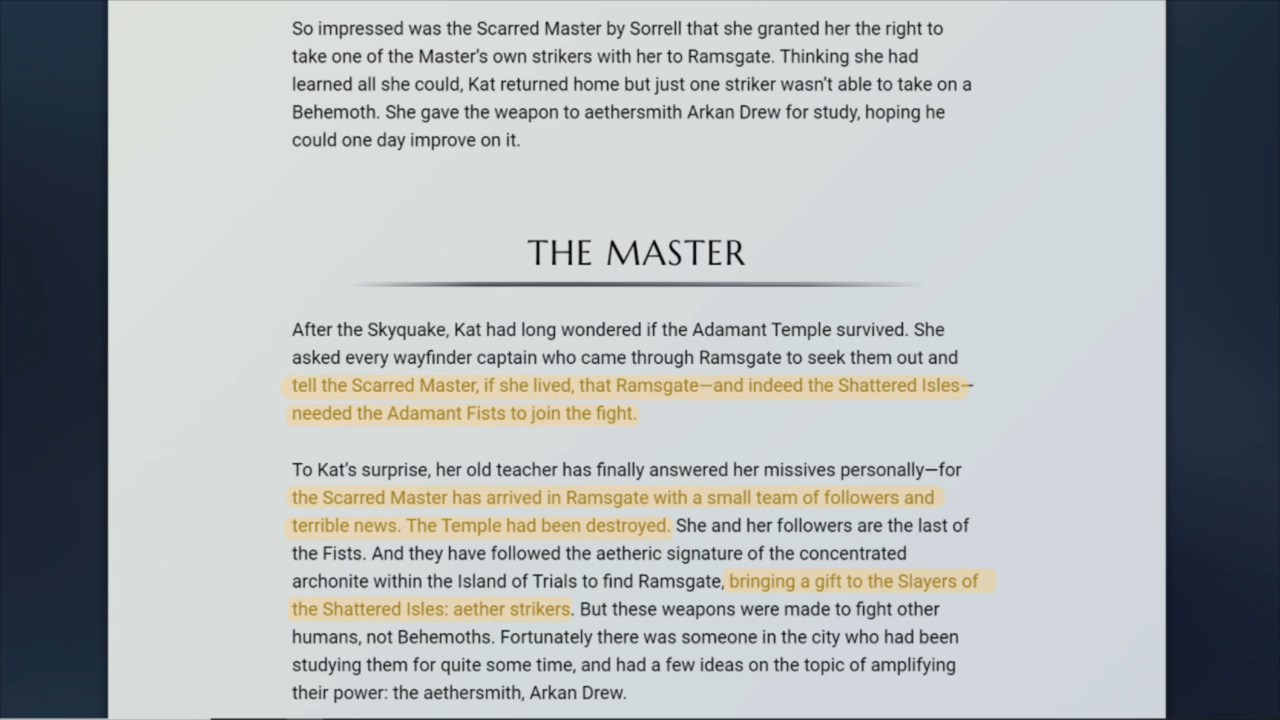 So impressed was the Scarred Master by Sorrell that she granted her the right to
take one of the Master’s own strikers with her to Ramsgate. Thinking she had
learned all she could, Kat returned home but just one striker wasn’t able to take on a
Behemoth. She gave the weapon to aethersmith Arkan Drew for study, hoping he
could one day improve on it.
THE MASTER
After the Skyquake, Kat had long wondered if the Adamant Temple survived. She
asked every wayfinder captain who came through Ramsgate to seek them out and
tell the Scarred Master, if she lived, that Ramsgate—and indeed the Shattered Isles—
needed the Adamant Fists to join the fight.
To Kat’s surprise, her old teacher has finally answered her missives personally—for
the Scarred Master has arrived in Ramsgate with a small team of followers and
terrible news. The Temple had been destroyed. She and her followers are the last of
the Fists. And they have followed the aetheric signature of the concentrated
archonite within the Island of Trials to find Ramsgate, bringing a gift to the Slayers of
the Shattered Isles: aether strikers. But these weapons were made to fight other
humans, not Behemoths. Fortunately there was someone in the city who had been
studying them for quite some time, and had a few ideas on the topic of amplifying
their power: the aethersmith, Arkan Drew.